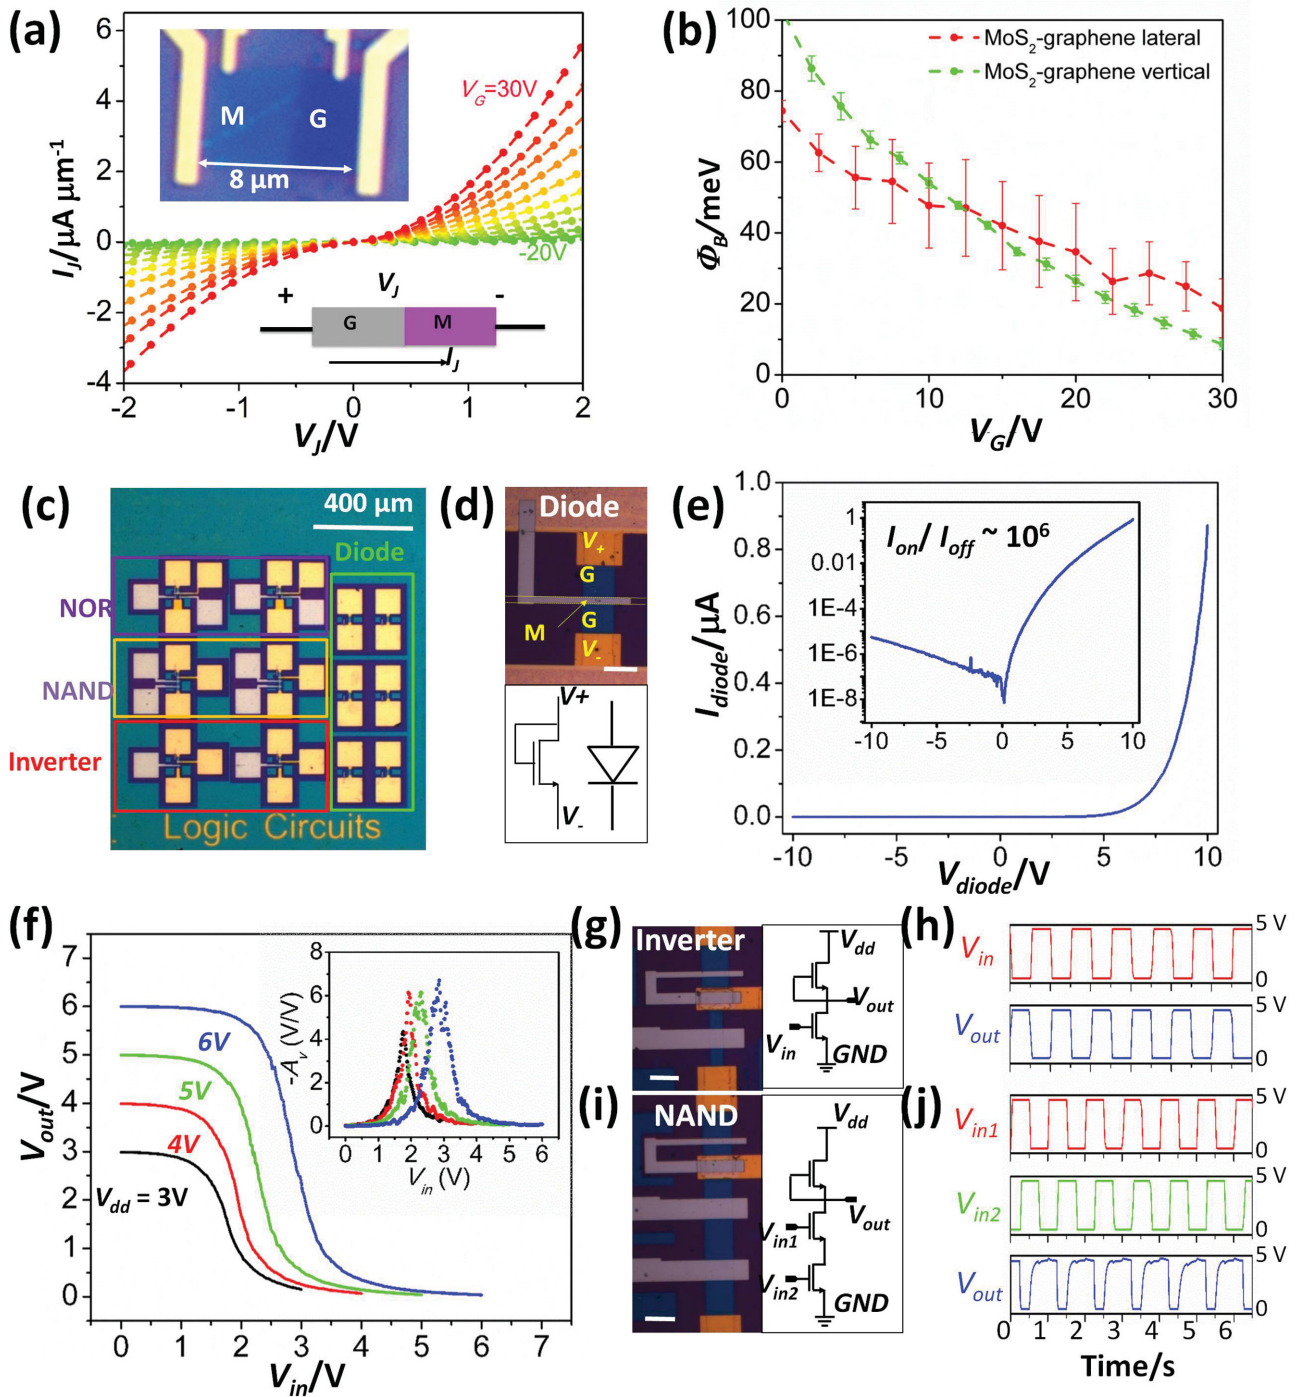 (a)
6
4
2
0
-2
-4
I_J/μA μm⁻¹
M
G
8 μm
V_G=30V
-20V
V_J
+
-
G
M
I_J
-2
-1
0
1
2
V_J/V
(b)
100
80
60
40
20
0
Φ_B/meV
MoS₂-graphene lateral
MoS₂-graphene vertical
0
10
20
30
V_G/V
(c)
400 μm
Diode
NOR
NAND
Inverter
Logic Circuits
(d)
Diode
V₊
G
M
G
V₋
V+
V₋
(e)
1.0
0.8
0.6
0.4
0.2
0.0
I_diode/μA
I_on/ I_off ~ 10⁶
1
0.01
1E-4
1E-6
1E-8
-10
-5
0
5
10
-10
-5
0
5
10
V_diode/V
(f)
7
6
5
4
3
2
1
0
V_out/V
6V
5V
4V
V_dd = 3V
-8
6
4
2
0
-A_v (V/V)
0 1 2 3 4 5 6
V_in (V)
0
1
2
3
4
5
6
7
V_in/V
(g)
Inverter
V_dd
V_out
V_in
GND
(h)
V_in
5 V
0
V_out
5 V
0
(i)
NAND
V_dd
V_out
V_in1
V_in2
GND
(j)
V_in1
5 V
0
V_in2
5 V
0
V_out
5 V
0
0 1 2 3 4 5 6
Time/s